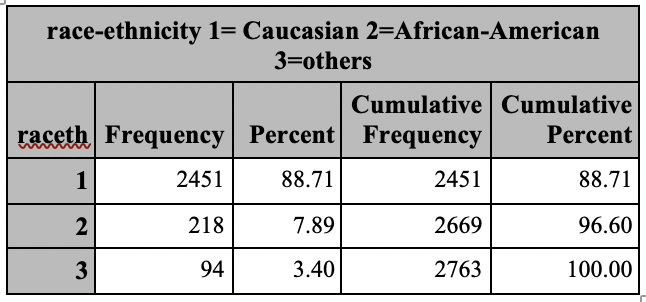 race-ethnicity 1= Caucasian 2=African-American
3=others
raceth Frequency Percent Cumulative Frequency Cumulative Percent
1 2451 88.71 2451 88.71
2 218 7.89 2669 96.60
3 94 3.40 2763 100.00